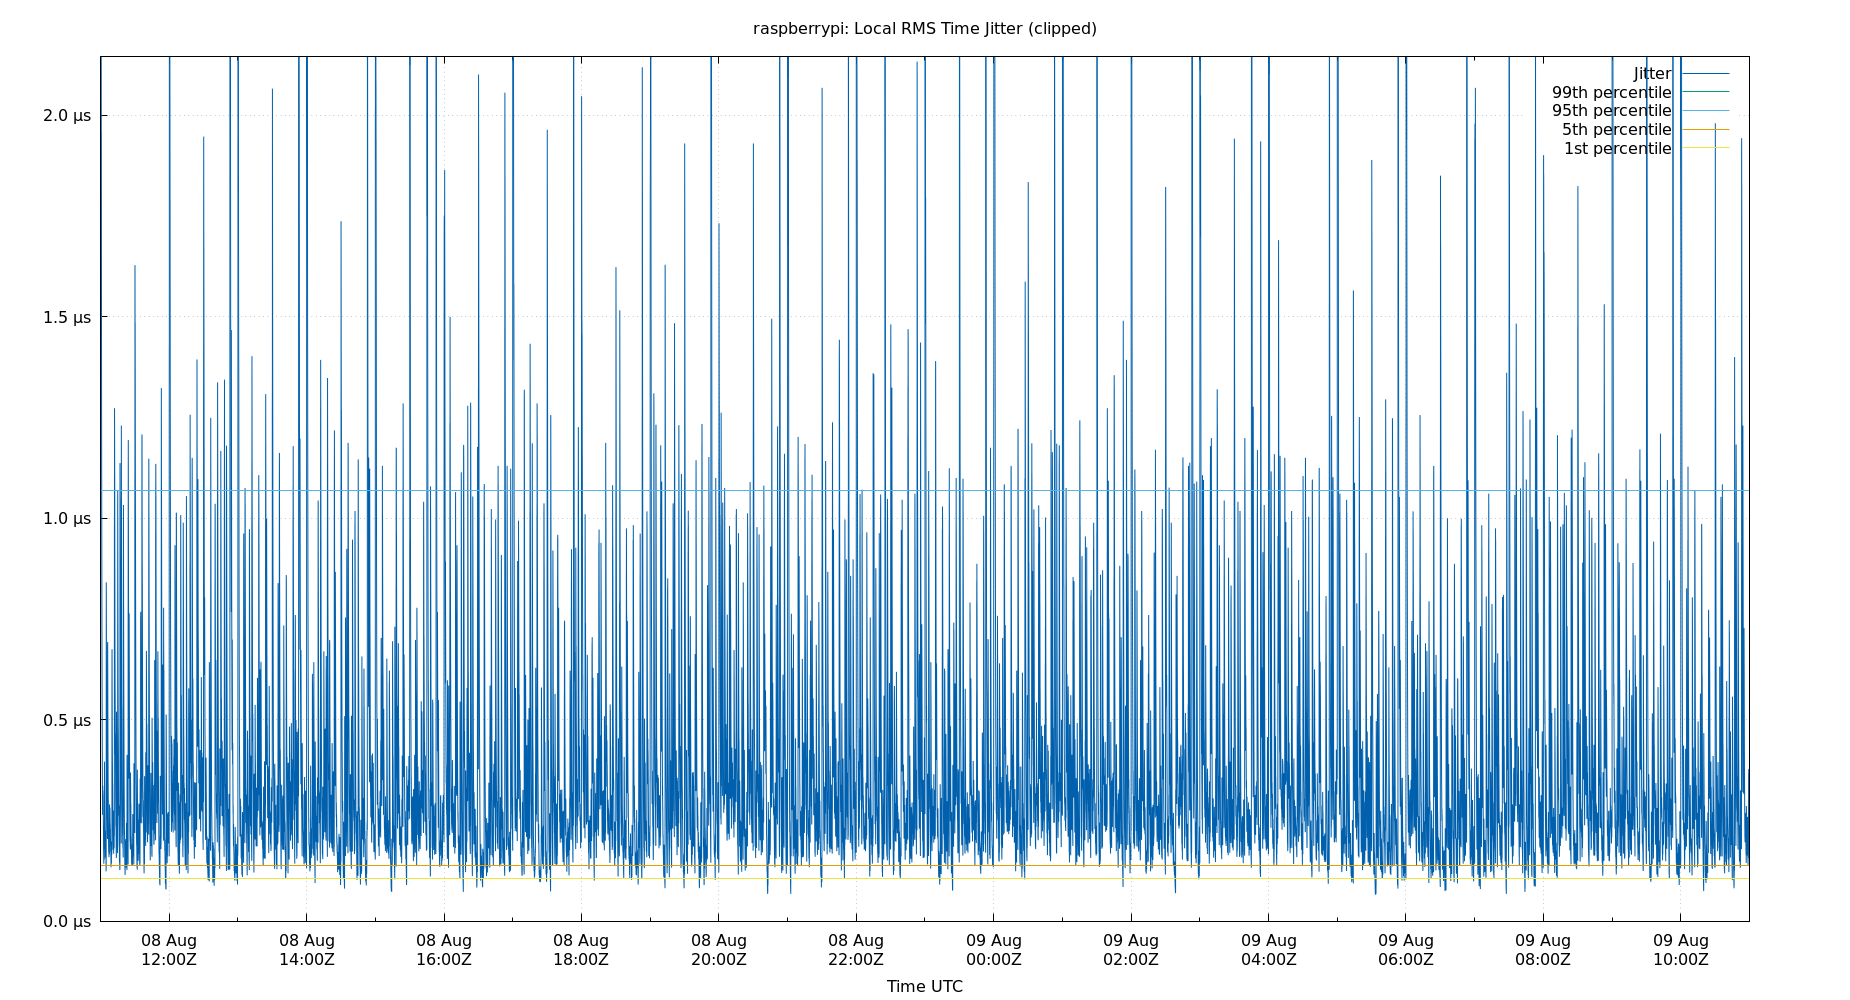 raspberrypi: Local RMS Time Jitter (clipped)
Jitter
99th percentile
95th percentile
5th percentile
1st percentile
2.0 µs
1.5 µs
1.0 µs
0.5 µs
0.0 µs
08 Aug 08 Aug 08 Aug 08 Aug 08 Aug 08 Aug 09 Aug 09 Aug 09 Aug 09 Aug 09 Aug 09 Aug
12:00Z 14:00Z 16:00Z 18:00Z 20:00Z 22:00Z 00:00Z 02:00Z 04:00Z 06:00Z 08:00Z 10:00Z
Time UTC